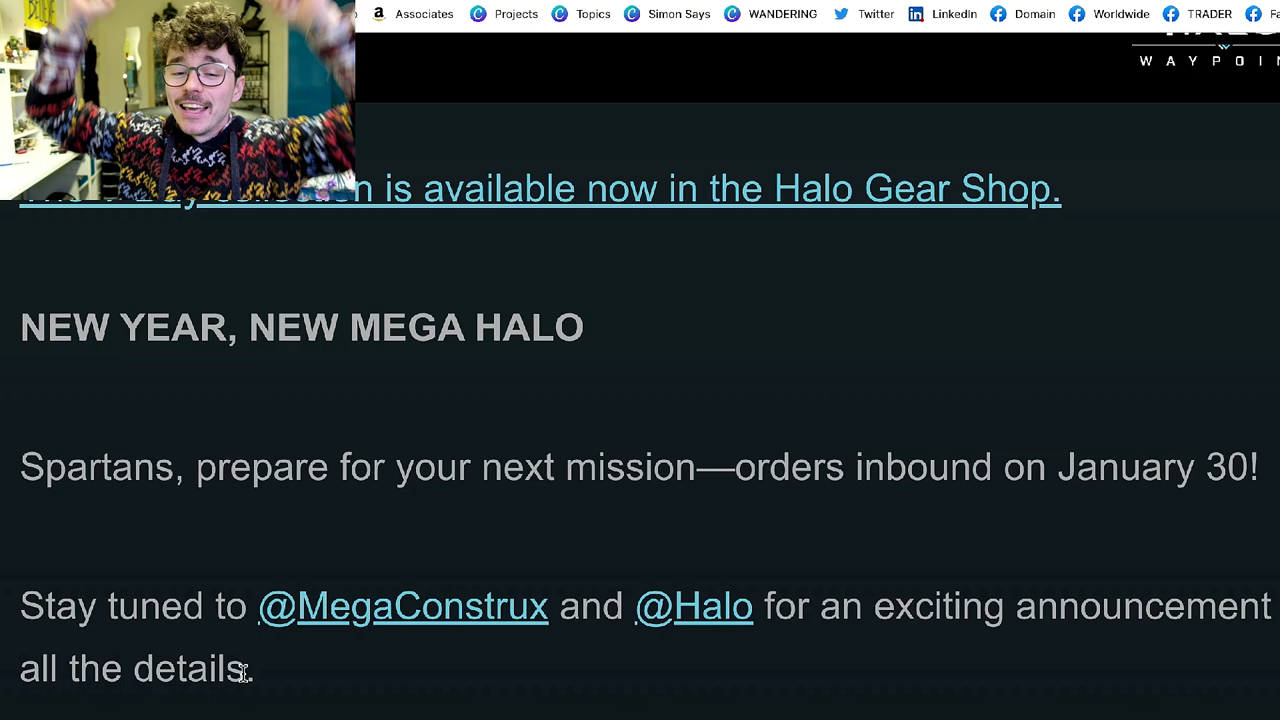 Associates Projects Topics Simon Says WANDERING Twitter LinkedIn Domain Worldwide TRADER
is available now in the Halo Gear Shop.
NEW YEAR, NEW MEGA HALO
Spartans, prepare for your next mission—orders inbound on January 30!
Stay tuned to @MegaConstrux and @Halo for an exciting announcement
all the details.